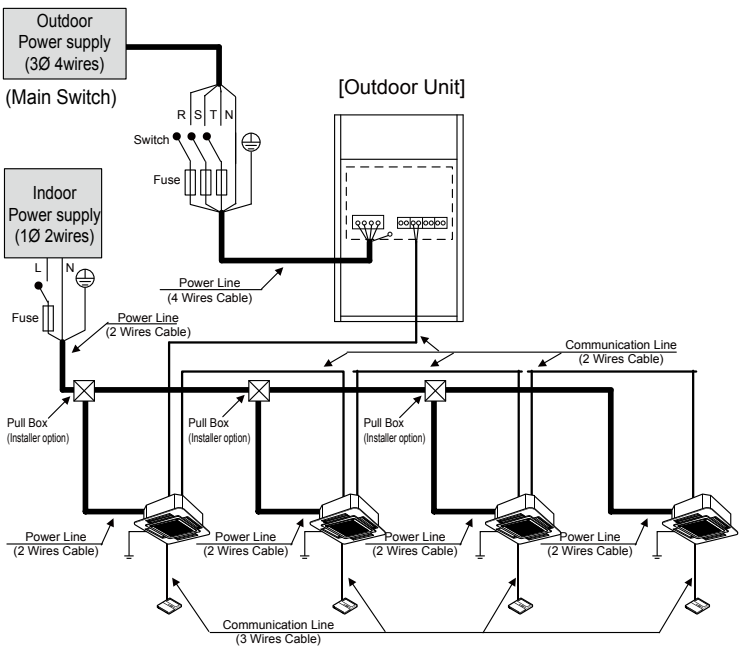 Outdoor
Power supply
(3Ø 4wires)
(Main Switch)
[Outdoor Unit]
R S T N
Switch
Fuse
Indoor
Power supply
(1Ø 2wires)
L N
Fuse
Power Line
(2 Wires Cable)
Power Line
(4 Wires Cable)
Communication Line
(2 Wires Cable)
Pull Box
(Installer option)
Pull Box
(Installer option)
Pull Box
(Installer option)
Power Line
(2 Wires Cable)
Power Line
(2 Wires Cable)
Power Line
(2 Wires Cable)
Power Line
(2 Wires Cable)
Communication Line
(3 Wires Cable)